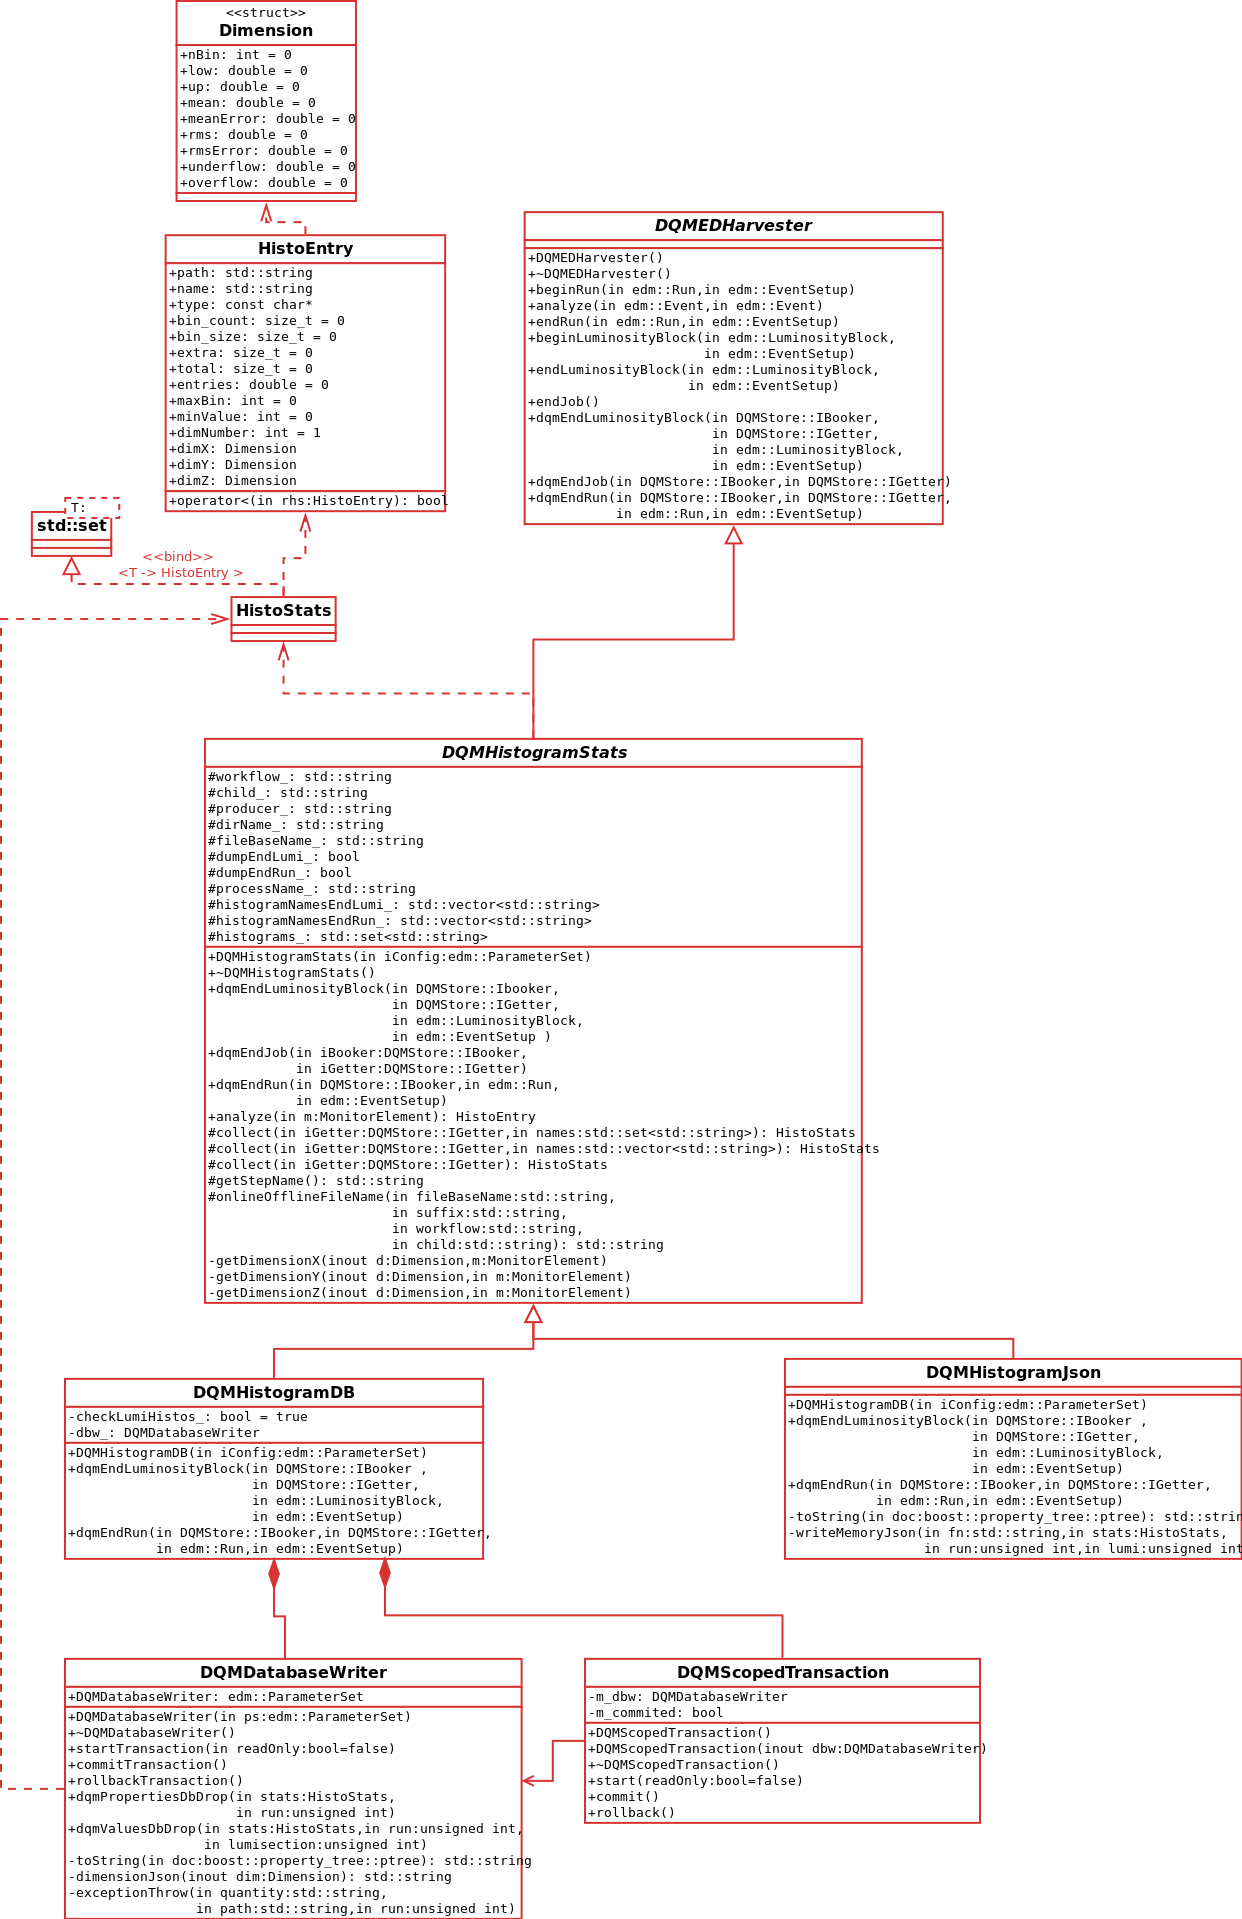 <<struct>>
Dimension
+nBin: int = 0
+low: double = 0
+up: double = 0
+mean: double = 0
+meanError: double = 0
+rms: double = 0
+rmsError: double = 0
+underflow: double = 0
+overflow: double = 0
HistoEntry
+path: std::string
+name: std::string
+type: const char*
+bin_count: size_t = 0
+bin_size: size_t = 0
+extra: size_t = 0
+total: size_t = 0
+entries: double = 0
+maxBin: int = 0
+minValue: int = 0
+dimNumber: int = 1
+dimX: Dimension
+dimY: Dimension
+dimZ: Dimension
+operator<(in rhs:HistoEntry): bool
DQMEDHarvester
+DQMEDHarvester()
+~DQMEDHarvester()
+beginRun(in edm::Run,in edm::EventSetup)
+analyze(in edm::Event,in edm::Event)
+endRun(in edm::Run,in edm::EventSetup)
+beginLuminosityBlock(in edm::LuminosityBlock,
in edm::EventSetup)
+endLuminosityBlock(in edm::LuminosityBlock,
in edm::EventSetup)
+endJob()
+dqmEndLuminosityBlock(in DQMStore::IBooker,
in DQMStore::IGetter,
in edm::LuminosityBlock,
in edm::EventSetup)
+dqmEndJob(in DQMStore::IBooker,in DQMStore::IGetter)
+dqmEndRun(in DQMStore::IBooker,in DQMStore::IGetter,
in edm::Run,in edm::EventSetup)
T:
std::set
<<bind>>
<T -> HistoEntry >
HistoStats
DQMHistogramStats
#workflow_: std::string
#child_: std::string
#producer_: std::string
#dirName_: std::string
#fileBaseName_: std::string
#dumpEndLumi_: bool
#dumpEndRun_: bool
#processName_: std::string
#histogramNamesEndLumi_: std::vector<std::string>
#histogramNamesEndRun_: std::vector<std::string>
#histograms_: std::set<std::string>
+DQMHistogramStats(in iConfig:edm::ParameterSet)
+~DQMHistogramStats()
+dqmEndLuminosityBlock(in DQMStore::Ibooker,
in DQMStore::IGetter,
in edm::LuminosityBlock,
in edm::EventSetup )
+dqmEndJob(in iBooker:DQMStore::IBooker,
in iGetter:DQMStore::IGetter)
+dqmEndRun(in DQMStore::IBooker,in edm::Run,
in edm::EventSetup)
+analyze(in m:MonitorElement): HistoEntry
#collect(in iGetter:DQMStore::IGetter,in names:std::set<std::string>): HistoStats
#collect(in iGetter:DQMStore::IGetter,in names:std::vector<std::string>): HistoStats
#collect(in iGetter:DQMStore::IGetter): HistoStats
#getStepName(): std::string
#onlineOfflineFileName(in fileBaseName:std::string,
in suffix:std::string,
in workflow:std::string,
in child:std::string): std::string
-getDimensionX(inout d:Dimension,m:MonitorElement)
-getDimensionY(inout d:Dimension,in m:MonitorElement)
-getDimensionZ(inout d:Dimension,in m:MonitorElement)
DQMHistogramDB
-checkLumiHistos_: bool = true
-dbw_: DQMDatabaseWriter
+DQMHistogramDB(in iConfig:edm::ParameterSet)
+dqmEndLuminosityBlock(in DQMStore::IBooker ,
in DQMStore::IGetter,
in edm::LuminosityBlock,
in edm::EventSetup)
+dqmEndRun(in DQMStore::IBooker,in DQMStore::IGetter,
in edm::Run,in edm::EventSetup)
DQMHistogramJson
+DQMHistogramDB(in iConfig:edm::ParameterSet)
+dqmEndLuminosityBlock(in DQMStore::IBooker ,
in DQMStore::IGetter,
in edm::LuminosityBlock,
in edm::EventSetup)
+dqmEndRun(in DQMStore::IBooker,in DQMStore::IGetter,
in edm::Run,in edm::EventSetup)
-toString(in doc:boost::property_tree::ptree): std::strin
-writeMemoryJson(in fn:std::string,in stats:HistoStats,
in run:unsigned int,in lumi:unsigned int
DQMDatabaseWriter
+DQMDatabaseWriter: edm::ParameterSet
+DQMDatabaseWriter(in ps:edm::ParameterSet)
+~DQMDatabaseWriter()
+startTransaction(in readOnly:bool=false)
+commitTransaction()
+rollbackTransaction()
+dqmPropertiesDbDrop(in stats:HistoStats,
in run:unsigned int)
+dqmValuesDbDrop(in stats:HistoStats,in run:unsigned int,
in lumisection:unsigned int)
-toString(in doc:boost::property_tree::ptree): std::string
-dimensionJson(inout dim:Dimension): std::string
-exceptionThrow(in quantity:std::string,
in path:std::string,in run:unsigned int)
DQMScopedTransaction
-m_dbw: DQMDatabaseWriter
-m_commited: bool
+DQMScopedTransaction()
+DQMScopedTransaction(inout dbw:DQMDatabaseWriter)
+~DQMScopedTransaction()
+start(readOnly:bool=false)
+commit()
+rollback()